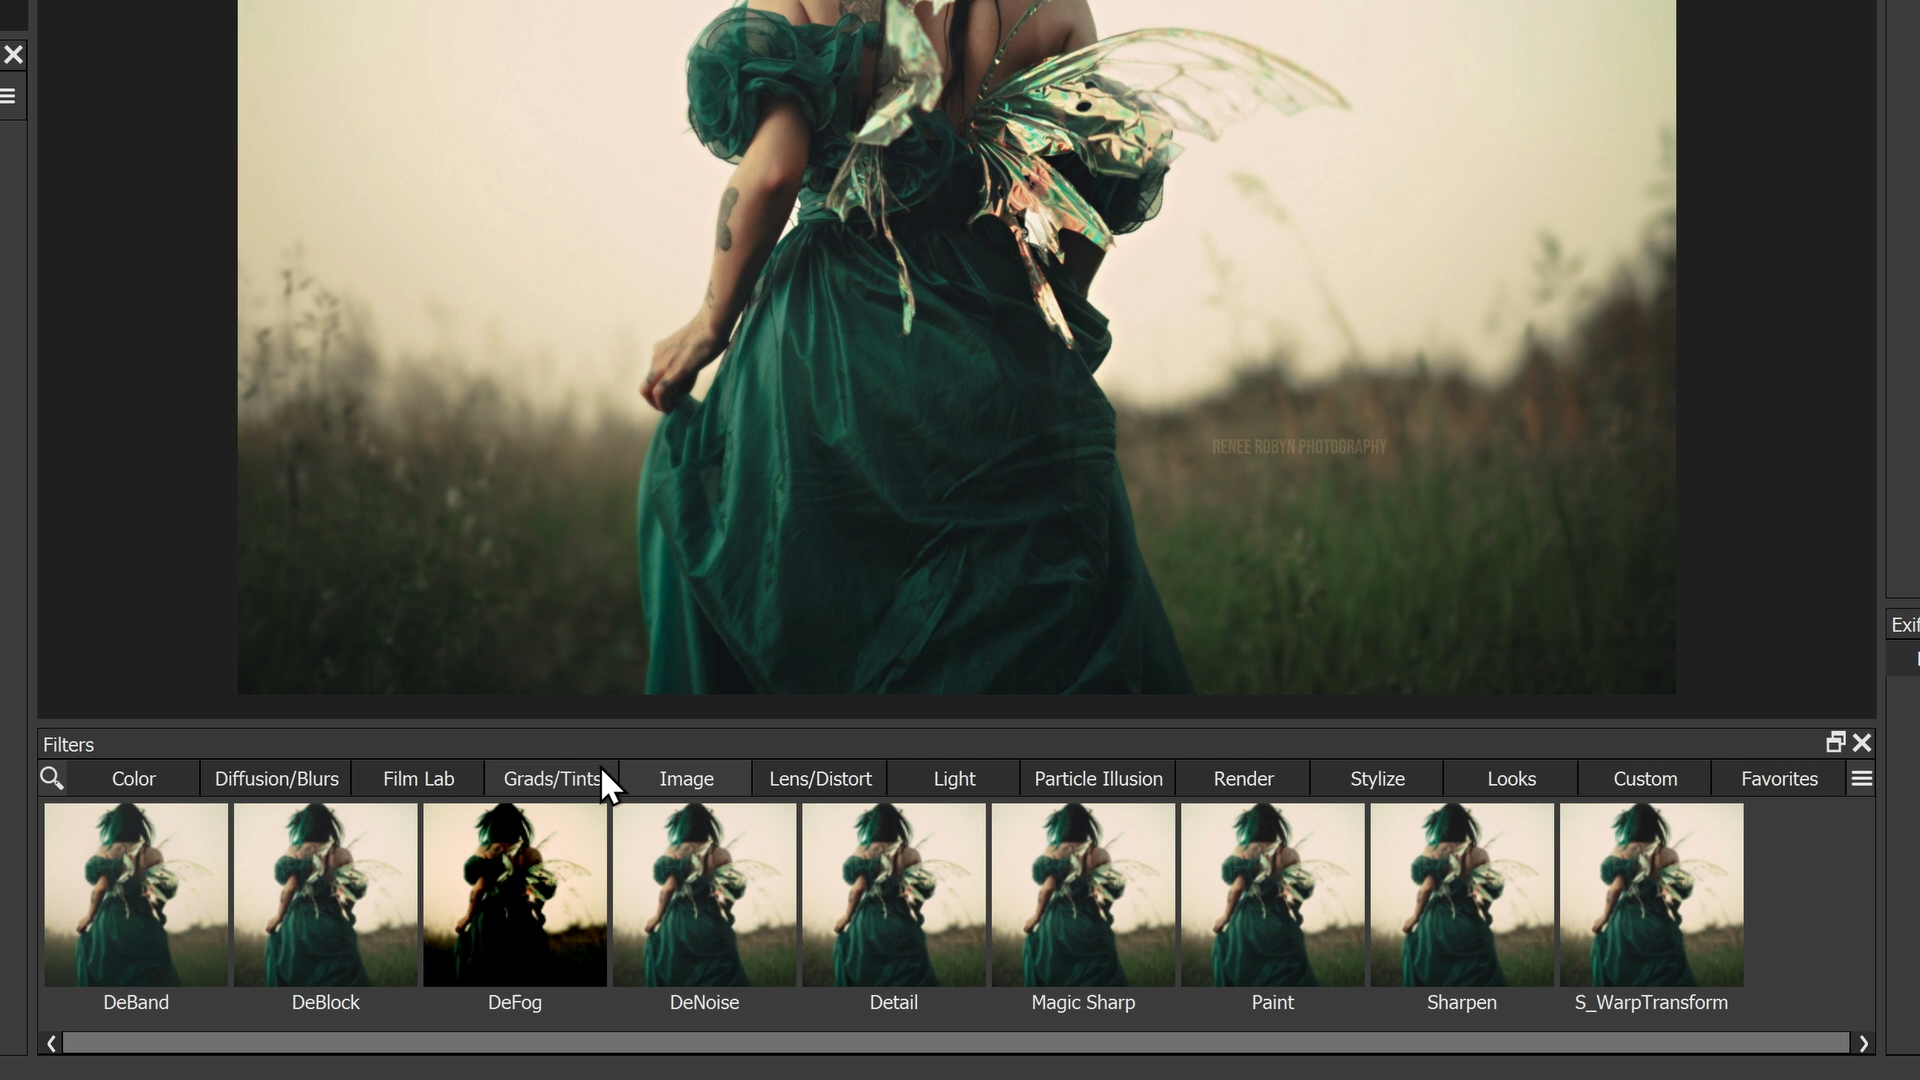 RENEE ROBYN PHOTOGRAPHY
Exif
Filters
Color Diffusion/Blurs Film Lab Grads/Tints Image Lens/Distort Light Particle Illusion Render Stylize Looks Custom Favorites
DeBand DeBlock DeFog DeNoise Detail Magic Sharp Paint Sharpen S_WarpTransform